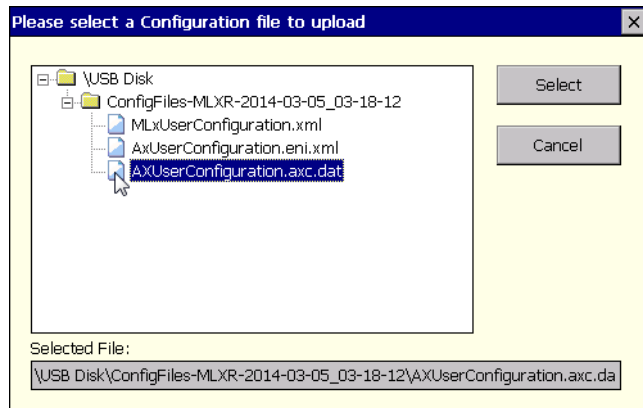 Please select a Configuration file to upload
\USB Disk
ConfigFiles-MLXR-2014-03-05_03-18-12
MLxUserConfiguration.xml
AxUserConfiguration.eni.xml
AXUserConfiguration.axc.dat
Select
Cancel
Selected File:
\USB Disk\ConfigFiles-MLXR-2014-03-05_03-18-12\AXUserConfiguration.axc.da